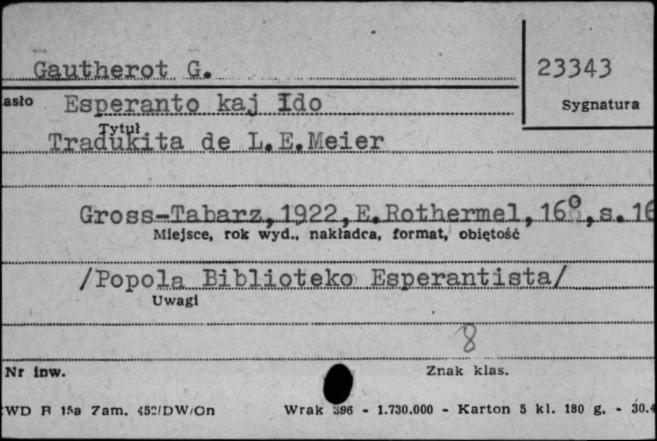 Gautherot G.
23343
asło Esperanto kaj Ido
Sygnatura
Tytuł
Tradukita de L.E.Meier
Gross-Tabarz, 1922, E.Rothermel, 16⁰, s. 16
Miejsce, rok wyd., nakładca, format, obiętość
/Popola Biblioteko Esperantista/
Uwagi
8
Nr inw.
Znak klas.
WD B 15a Zam. 452/DW/On Wrak 396 - 1.730.000 - Karton 5 kl. 180 g. - 30.4